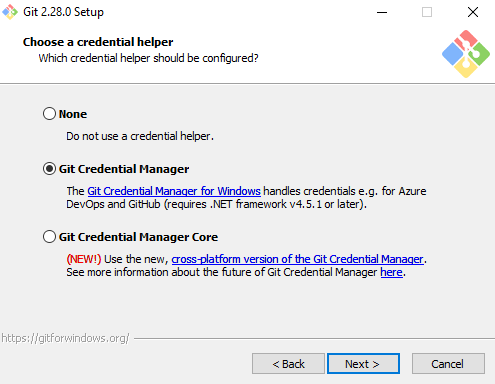 Git 2.28.0 Setup
Choose a credential helper
Which credential helper should be configured?
None
Do not use a credential helper.
Git Credential Manager
The Git Credential Manager for Windows handles credentials e.g. for Azure
DevOps and GitHub (requires .NET framework v4.5.1 or later).
Git Credential Manager Core
(NEW!) Use the new, cross-platform version of the Git Credential Manager.
See more information about the future of Git Credential Manager here.
https://gitforwindows.org/
< Back
Next >
Cancel